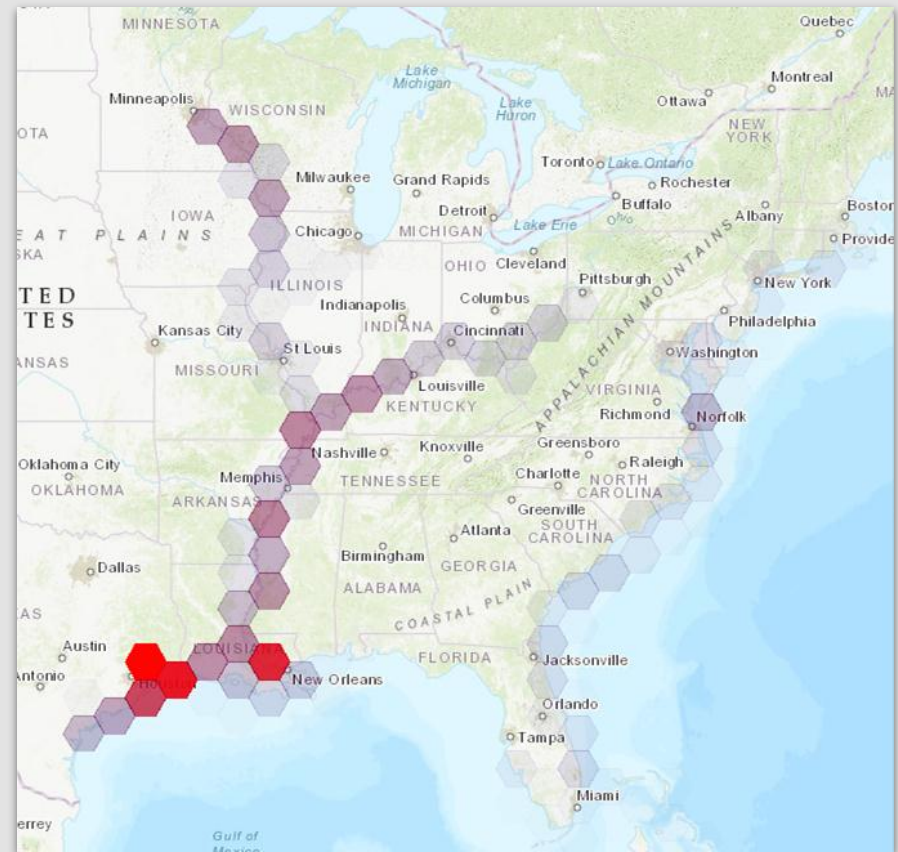 MINNESOTA
Quebec
Montreal
Ottawa
MA
Lake
Michigan
Lake
Huron
Minneapolis
WISCONSIN
NEW
YORK
OTA
Toronto
Lake Ontario
Milwaukee
Grand Rapids
Rochester
Buffalo
Albany
Boston
IOWA
Detroit
Ohio
Chicago
MICHIGAN
Lake Erie
Provide
EAT PLAINS
SKA
OHIO
Cleveland
Pittsburgh
New York
ILLINOIS
TED
TES
Indianapolis
Columbus
Philadelphia
Kansas City
INDIANA
Cincinnati
APPALACHIAN MOUNTAINS
St Louis
Washington
ANSAS
MISSOURI
Louisville
VIRGINIA
KENTUCKY
Richmond
Norfolk
Nashville
Knoxville
Greensboro
Oklahoma City
Memphis
Charlotte
Raleigh
OKLAHOMA
TENNESSEE
NORTH
CAROLINA
ARKANSAS
Greenville
SOUTH
CAROLINA
Atlanta
Birmingham
GEORGIA
Dallas
ALABAMA
COASTAL PLAIN
AS
Austin
LOUISIANA
FLORIDA
Jacksonville
ntonio
Houston
New Orleans
Orlando
Tampa
Miami
errey
Gulf of
Mexico